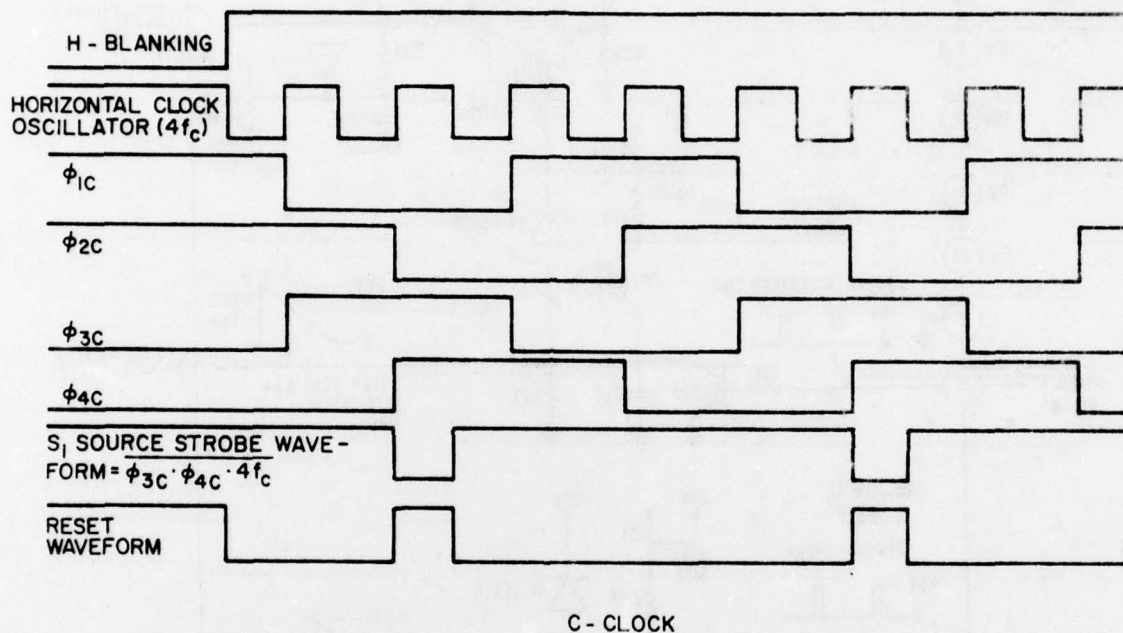 H - BLANKING
HORIZONTAL CLOCK
OSCILLATOR (4fc)
ϕ1C
ϕ2C
ϕ3C
ϕ4C
S1 SOURCE STROBE WAVE-
FORM = ϕ3C · ϕ4C · 4fc
RESET
WAVEFORM
C - CLOCK